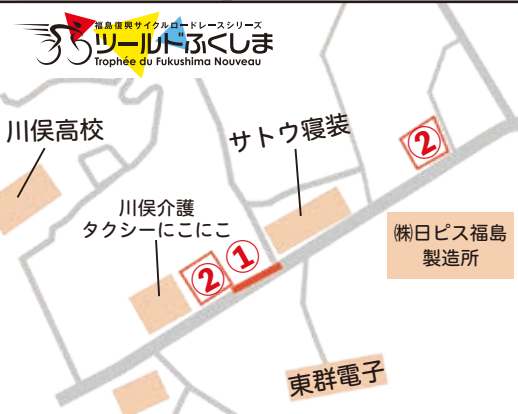 福島復興サイクルロードレースシリーズ
ツールドふくしま
Trophée du Fukushima Nouveau
川俣高校
サトウ寝装
②
川俣介護
タクシーにこにこ
㈱日ピス福島
製造所
①
②
東群電子